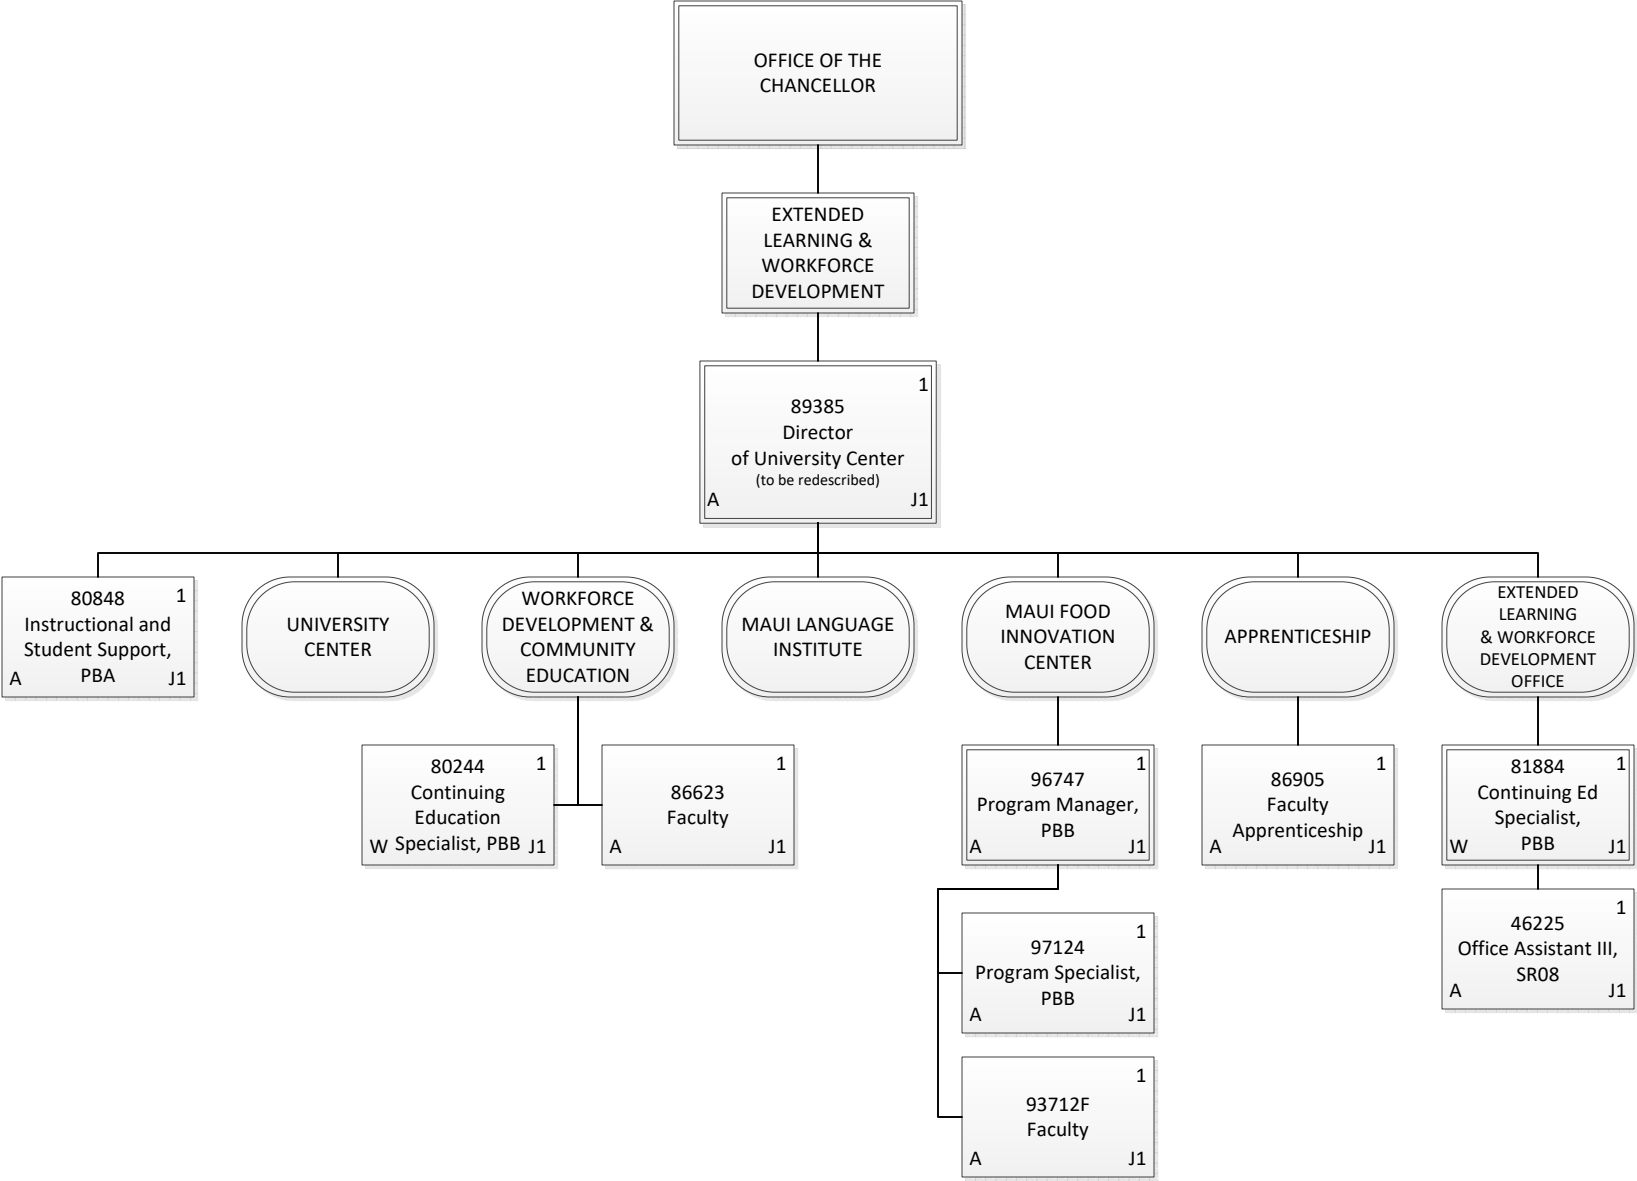 OFFICE OF THE
CHANCELLOR
EXTENDED
LEARNING &
WORKFORCE
DEVELOPMENT
1
89385
Director
of University Center
(to be redescribed)
A J1
80848 1
Instructional and
Student Support,
PBA
A J1
UNIVERSITY
CENTER
WORKFORCE
DEVELOPMENT &
COMMUNITY
EDUCATION
MAUI LANGUAGE
INSTITUTE
MAUI FOOD
INNOVATION
CENTER
APPRENTICESHIP
EXTENDED
LEARNING
& WORKFORCE
DEVELOPMENT
OFFICE
80244 1
Continuing
Education
W Specialist, PBB J1
1
86623
Faculty
A J1
1
96747
Program Manager,
PBB
A J1
1
86905
Faculty
Apprenticeship
A J1
81884 1
Continuing Ed
Specialist,
PBB
W J1
1
97124
Program Specialist,
PBB
A J1
1
46225
Office Assistant III,
SR08
A J1
1
93712F
Faculty
A J1